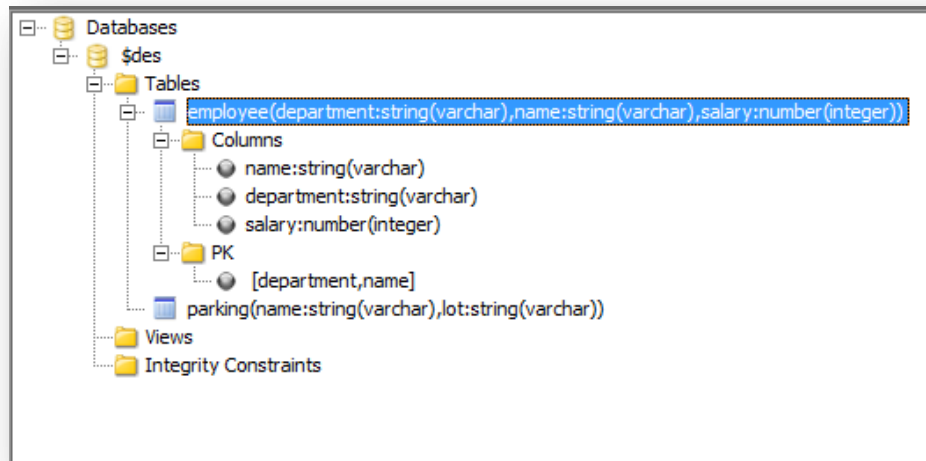 Databases
$des
Tables
employee(department:string(varchar),name:string(varchar),salary:number(integer))
Columns
name:string(varchar)
department:string(varchar)
salary:number(integer)
PK
[department,name]
parking(name:string(varchar),lot:string(varchar))
Views
Integrity Constraints